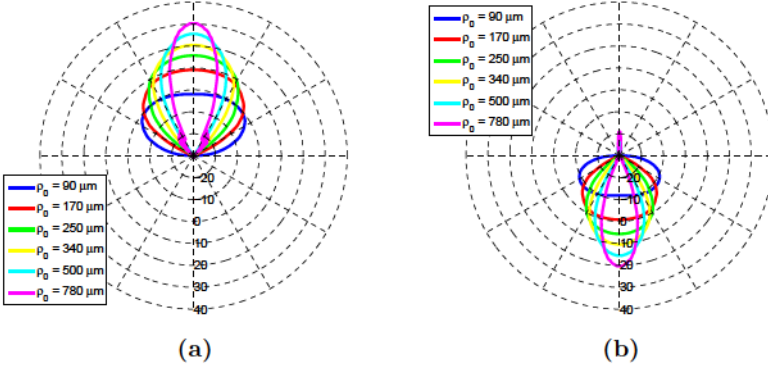 ρ₀ = 90 μm
ρ₀ = 170 μm
ρ₀ = 250 μm
ρ₀ = 340 μm
ρ₀ = 500 μm
ρ₀ = 780 μm
-20
-10
0
10
20
30
40
(a)
ρ₀ = 90 μm
ρ₀ = 170 μm
ρ₀ = 250 μm
ρ₀ = 340 μm
ρ₀ = 500 μm
ρ₀ = 780 μm
-20
-10
0
10
20
30
40
(b)